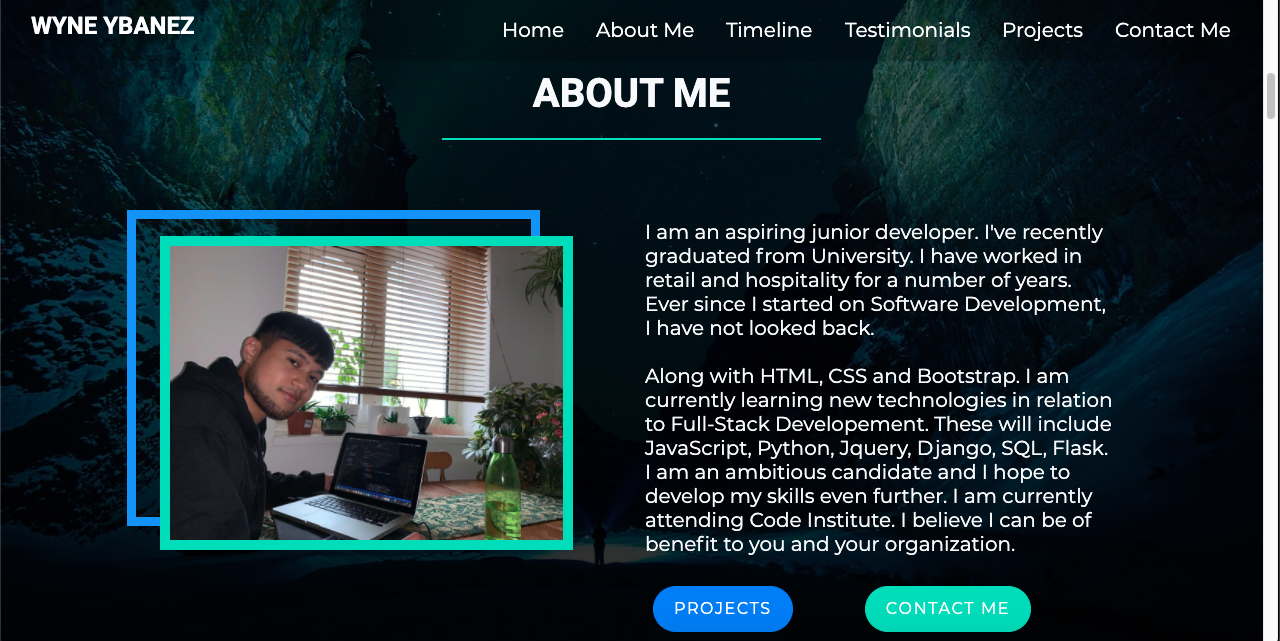 WYNE YBANEZ
Home
About Me
Timeline
Testimonials
Projects
Contact Me
ABOUT ME
I am an aspiring junior developer. I've recently
graduated from University. I have worked in
retail and hospitality for a number of years.
Ever since I started on Software Development,
I have not looked back.
Along with HTML, CSS and Bootstrap. I am
currently learning new technologies in relation
to Full-Stack Developement. These will include
JavaScript, Python, Jquery, Django, SQL, Flask.
I am an ambitious candidate and I hope to
develop my skills even further. I am currently
attending Code Institute. I believe I can be of
benefit to you and your organization.
PROJECTS
CONTACT ME